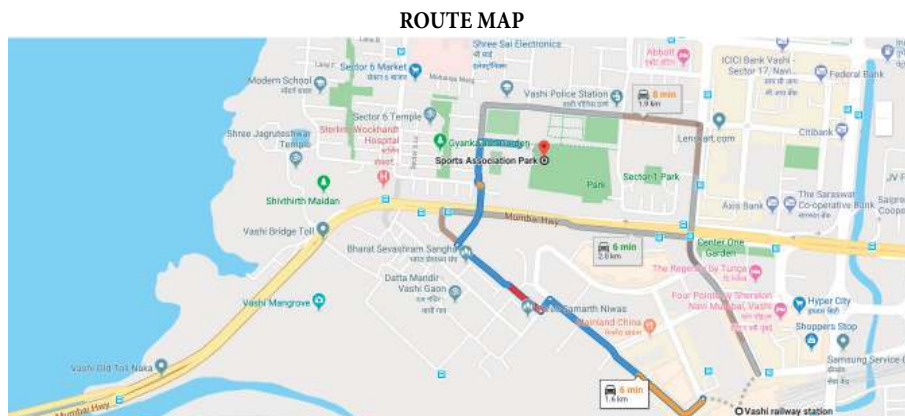 ROUTE MAP
Shree Sai Electronics
Sector 6 Market
Modern School
Vashi Police Station
Abbott
ICICI Bank Vashi -
Sector 17, Navi...
Federal Bank
8 min
1.9 km
Sector 6 Temple
Shree Jagruteshwar
Temple
Sterling Wockhardt
Hospital
Sports Association Park
Lenskart.com
Citibank
Park
Sector-1 Park
Shivthirth Maidan
Axis Bank
The Saraswat
Co-operative Bank
Mumbai Hwy
Vashi Bridge Toll
Bharat Sevashram Sangha
6 min
2.0 km
Center One
Garden
Datta Mandir
Vashi Gaon
The Regenza by Tunga
Vashi Mangrove
Samarth Niwas
Four Points by Sheraton
Navi Mumbai, Vashi
Hyper City
Mainland China
Shoppers Stop
Vashi Old Toll Naka
Samsung Service
6 min
1.6 km
Mumbai Hwy
Vashi railway station